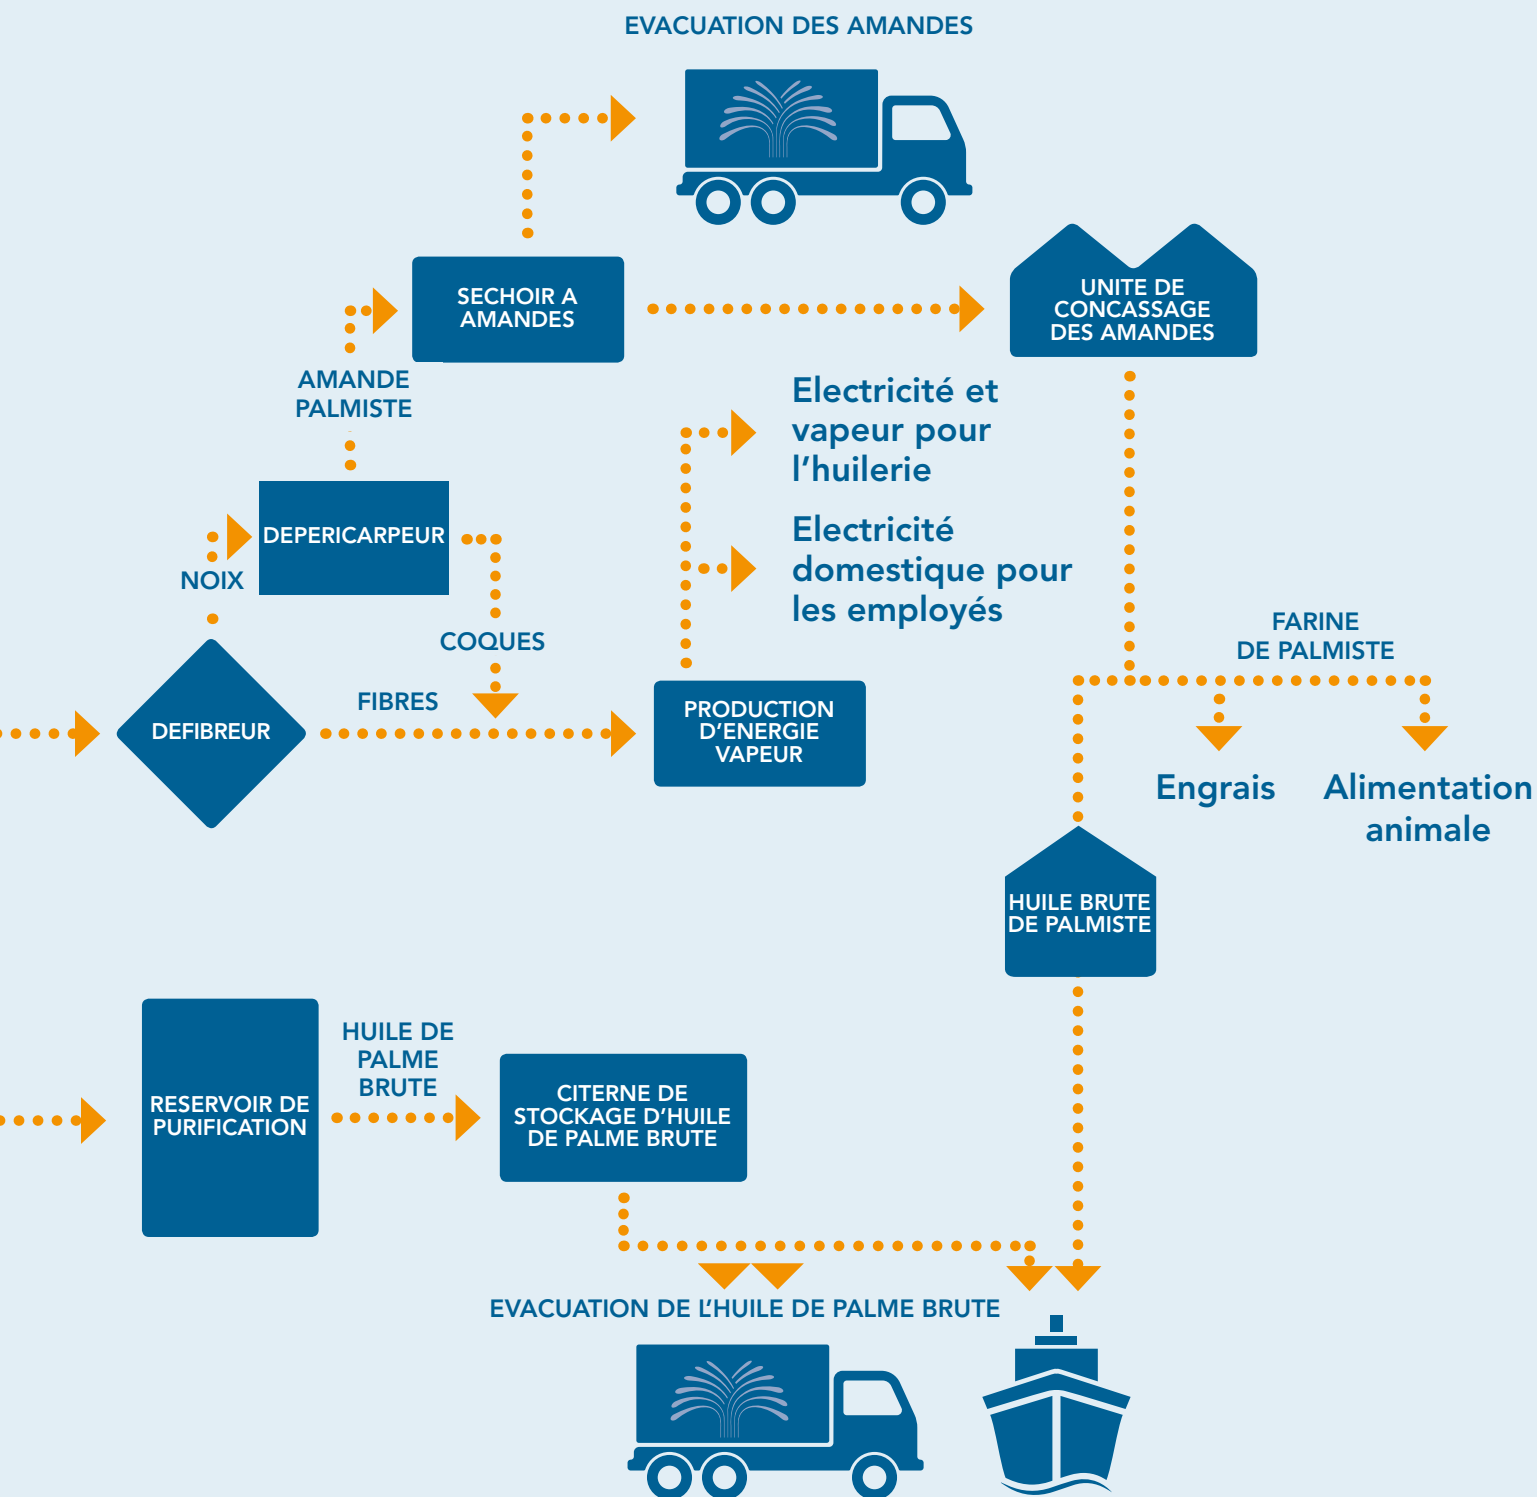 EVACUATION DES AMANDES
SECHOIR A
AMANDES
UNITE DE
CONCASSAGE
DES AMANDES
AMANDE
PALMISTE
Electricité et
vapeur pour
l'huilerie
DEPERICARPEUR
Electricité
domestique pour
les employés
NOIX
COQUES
FARINE
DE PALMISTE
FIBRES
DEFIBREUR
PRODUCTION
D'ENERGIE
VAPEUR
Engrais
Alimentation
animale
HUILE BRUTE
DE PALMISTE
RESERVOIR DE
PURIFICATION
HUILE DE
PALME
BRUTE
CITERNE DE
STOCKAGE D'HUILE
DE PALME BRUTE
EVACUATION DE L'HUILE DE PALME BRUTE